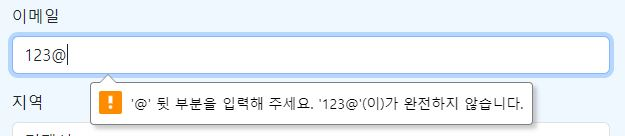 이메일
123@
'@' 뒷 부분을 입력해 주세요. '123@'(이)가 완전하지 않습니다.
지역